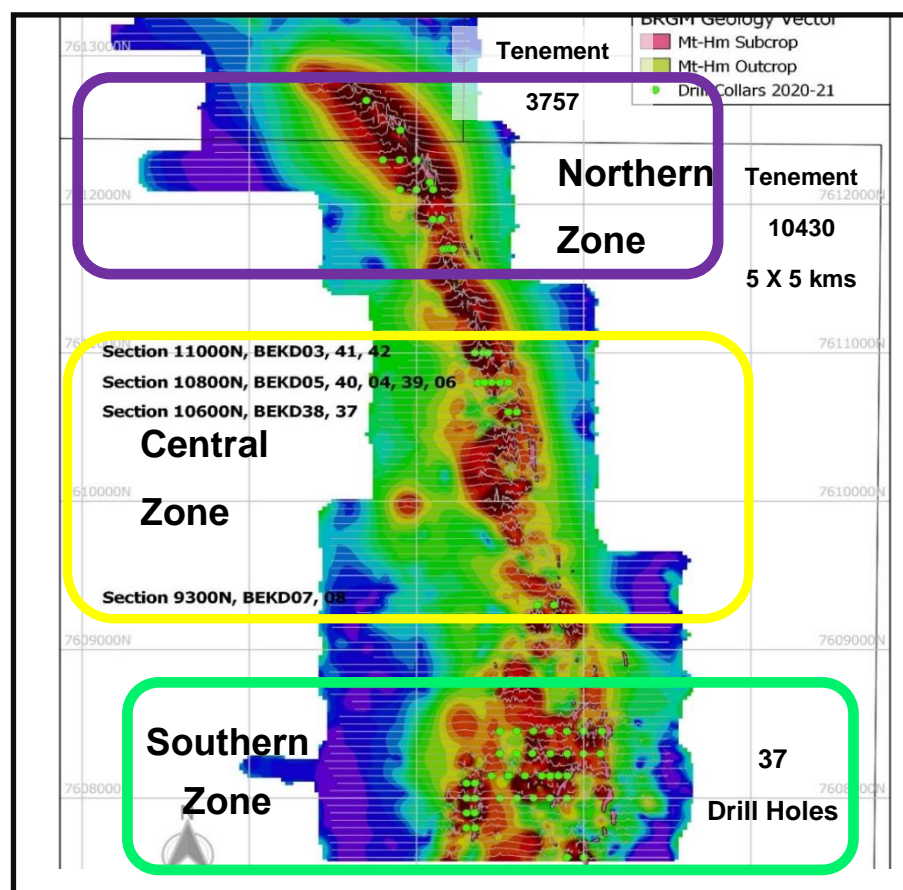 BRGM Geology Vector
Mt-Hm Subcrop
Mt-Hm Outcrop
Drill Collars 2020-21
7613000N
Tenement
3757
Northern
Zone
Tenement
10430
5 X 5 kms
7612000N
7612000N
7611000N
7611000N
Section 11000N, BEKD03, 41, 42
Section 10800N, BEKD05, 40, 04, 39, 06
Section 10600N, BEKD38, 37
Central
Zone
7610000N
7610000N
Section 9300N, BEKD07, 08
7609000N
7609000N
Southern
Zone
37
Drill Holes
7608000N
7608000N
N